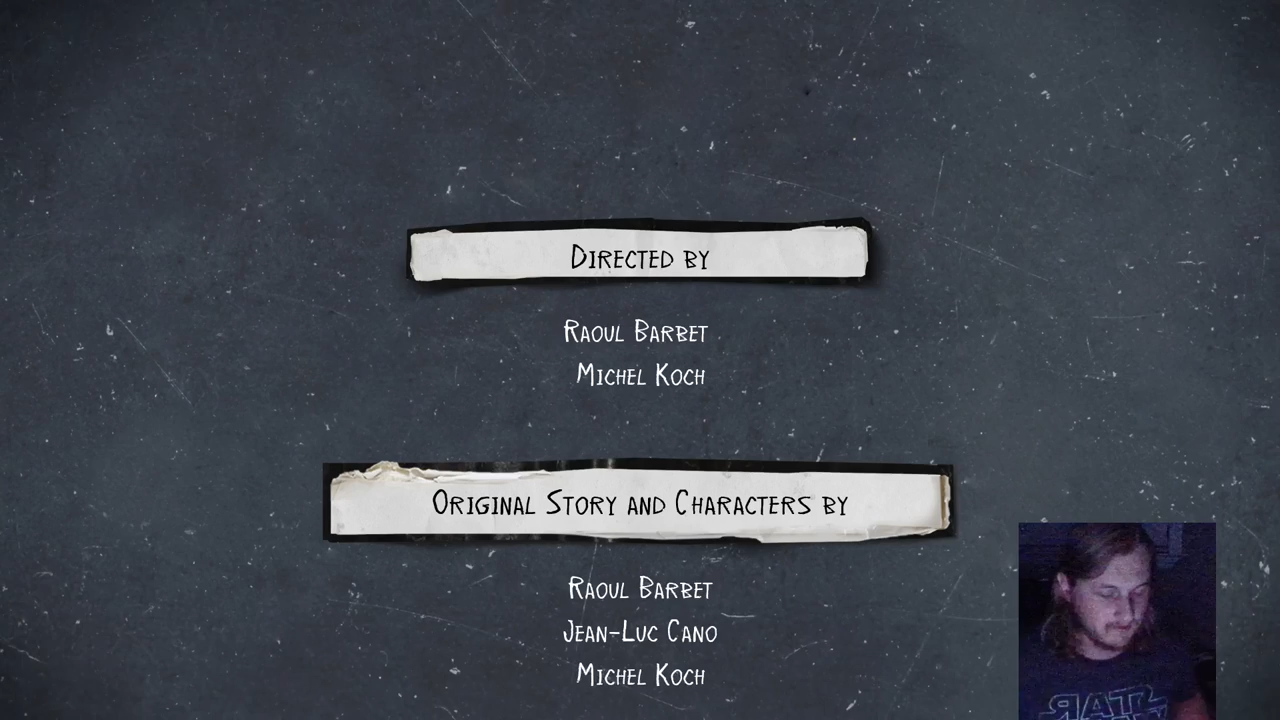 Directed by
Raoul Barbet
Michel Koch
Original Story and Characters by
Raoul Barbet
Jean-Luc Cano
Michel Koch